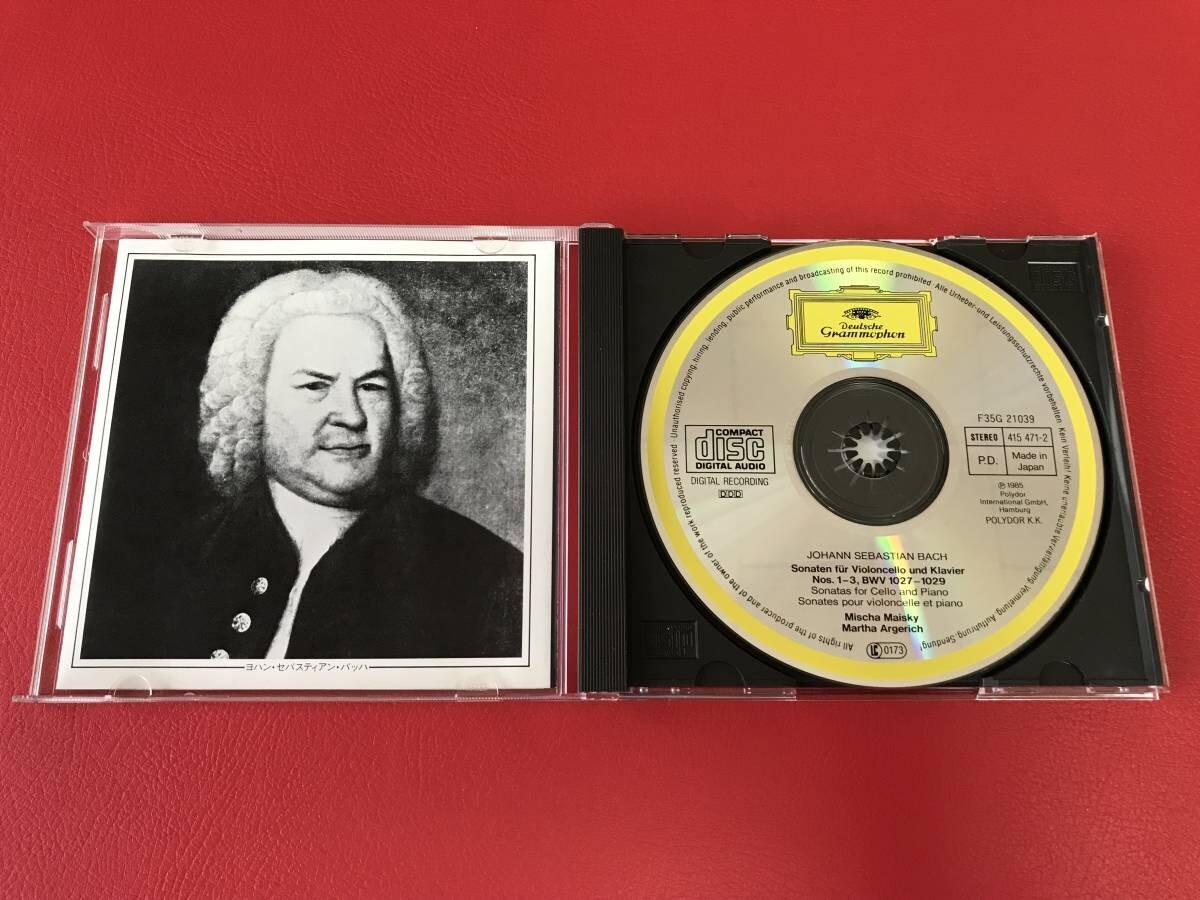 ヨハン・セバスティアン・バッハ
Deutsche
Grammophon
COMPACT
disc
DIGITAL AUDIO
DIGITAL RECORDING
DDD
F35G 21039
STEREO 415 471-2
P.D. Made in
Japan
℗ 1985
Polydor
International GmbH,
Hamburg
POLYDOR K.K.
JOHANN SEBASTIAN BACH
Sonaten für Violoncello und Klavier
Nos. 1–3, BWV 1027–1029
Sonatas for Cello and Piano
Sonates pour violoncelle et piano
Mischa Maisky
Martha Argerich
LC 0173
All rights of the producer and of the owner of the work reproduced reserved · Unauthorised copying, hiring, lending, public performance and broadcasting of this record prohibited · Alle Urheber- und Leistungsschutzrechte vorbehalten · Kein Verleih! Keine unerlaubte Vervielfältigung, Vermietung, Aufführung, Sendung!